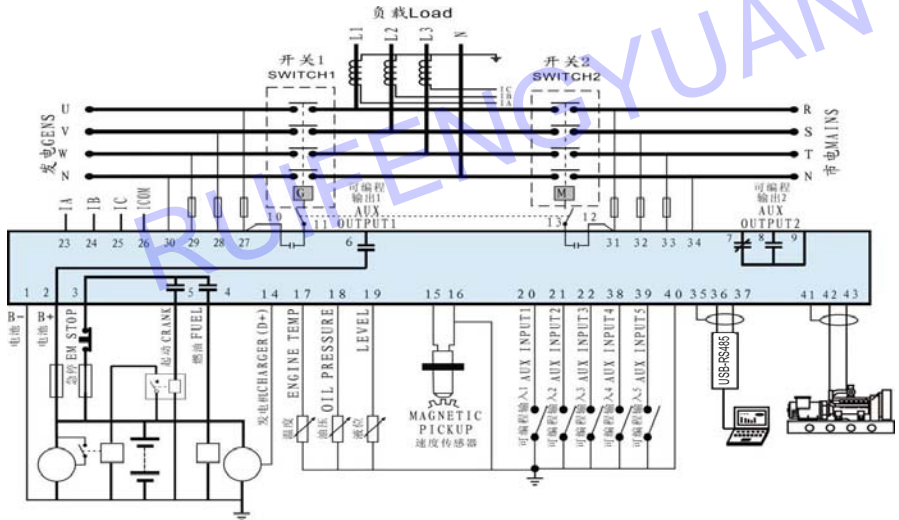 负载Load
L1 L2 L3 N
开关1
SWITCH1
开关2
SWITCH2
I C
I B
I A
发电GENS
U
V
W
N
市电MAINS
R
S
T
N
G
M
RUIFENGYUAN
IA IB IC ICOM
可编程
输出1
AUX
OUTPUT1
可编程
输出2
AUX
OUTPUT2
10 11 13 12
23 24 25 26 30 29 28 27 6 31 32 33 34 7 8 9
1 2 3 5 4 14 17 18 19 15 16 20 21 22 38 39 40 35 36 37 41 42 43
B-
电池
B+
电池
急停 EM STOP
起动 CRANK
燃油 FUEL
发电机CHARGER(D+)
ENGINE TEMP
温度
OIL PRESSURE
油压
LEVEL
液位
MAGNETIC
PICKUP
速度传感器
可编程输入1 AUX INPUT1
可编程输入2 AUX INPUT2
可编程输入3 AUX INPUT3
可编程输入4 AUX INPUT4
可编程输入5 AUX INPUT5
USB-RS485